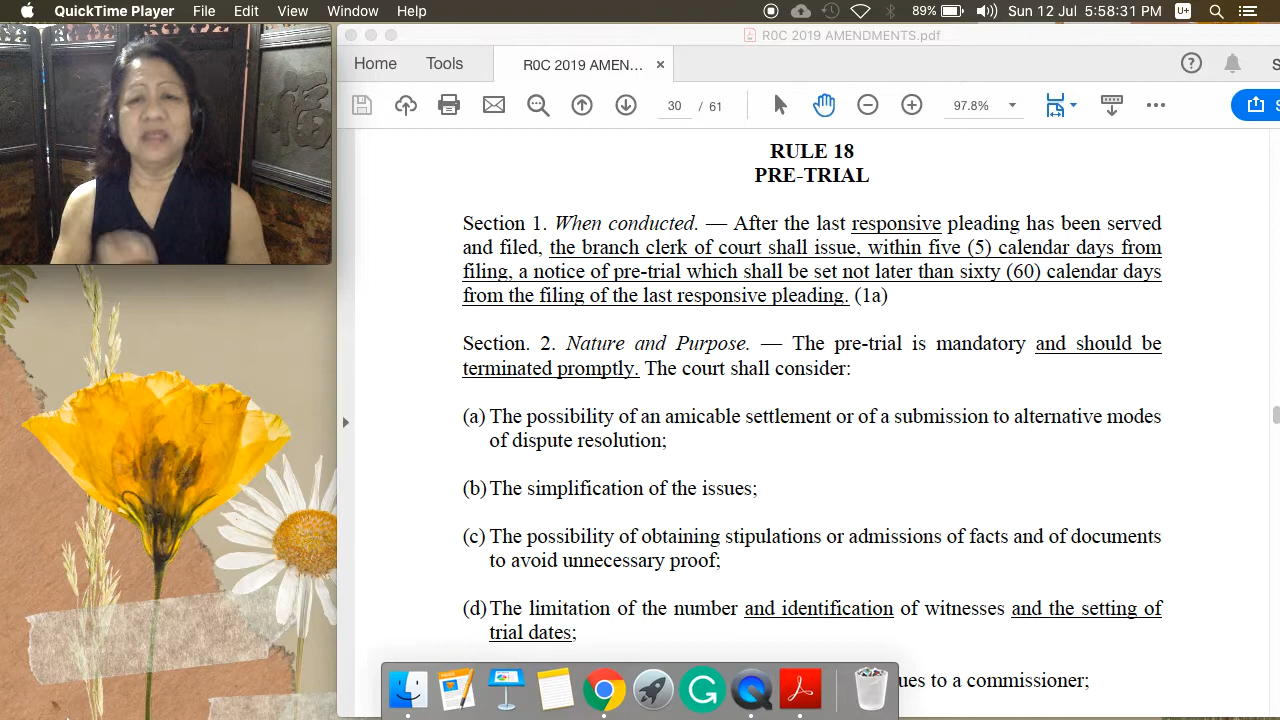 QuickTime Player File Edit View Window Help 89% Sun 12 Jul 5:58:31 PM U+
R0C 2019 AMENDMENTS.pdf
Home Tools R0C 2019 AMEN... × ? S
30 / 61 97.8% S
RULE 18
PRE-TRIAL
Section 1. When conducted. — After the last responsive pleading has been served
and filed, the branch clerk of court shall issue, within five (5) calendar days from
filing, a notice of pre-trial which shall be set not later than sixty (60) calendar days
from the filing of the last responsive pleading. (1a)
Section. 2. Nature and Purpose. — The pre-trial is mandatory and should be
terminated promptly. The court shall consider:
(a) The possibility of an amicable settlement or of a submission to alternative modes
of dispute resolution;
(b) The simplification of the issues;
(c) The possibility of obtaining stipulations or admissions of facts and of documents
to avoid unnecessary proof;
(d) The limitation of the number and identification of witnesses and the setting of
trial dates;
ues to a commissioner;
福